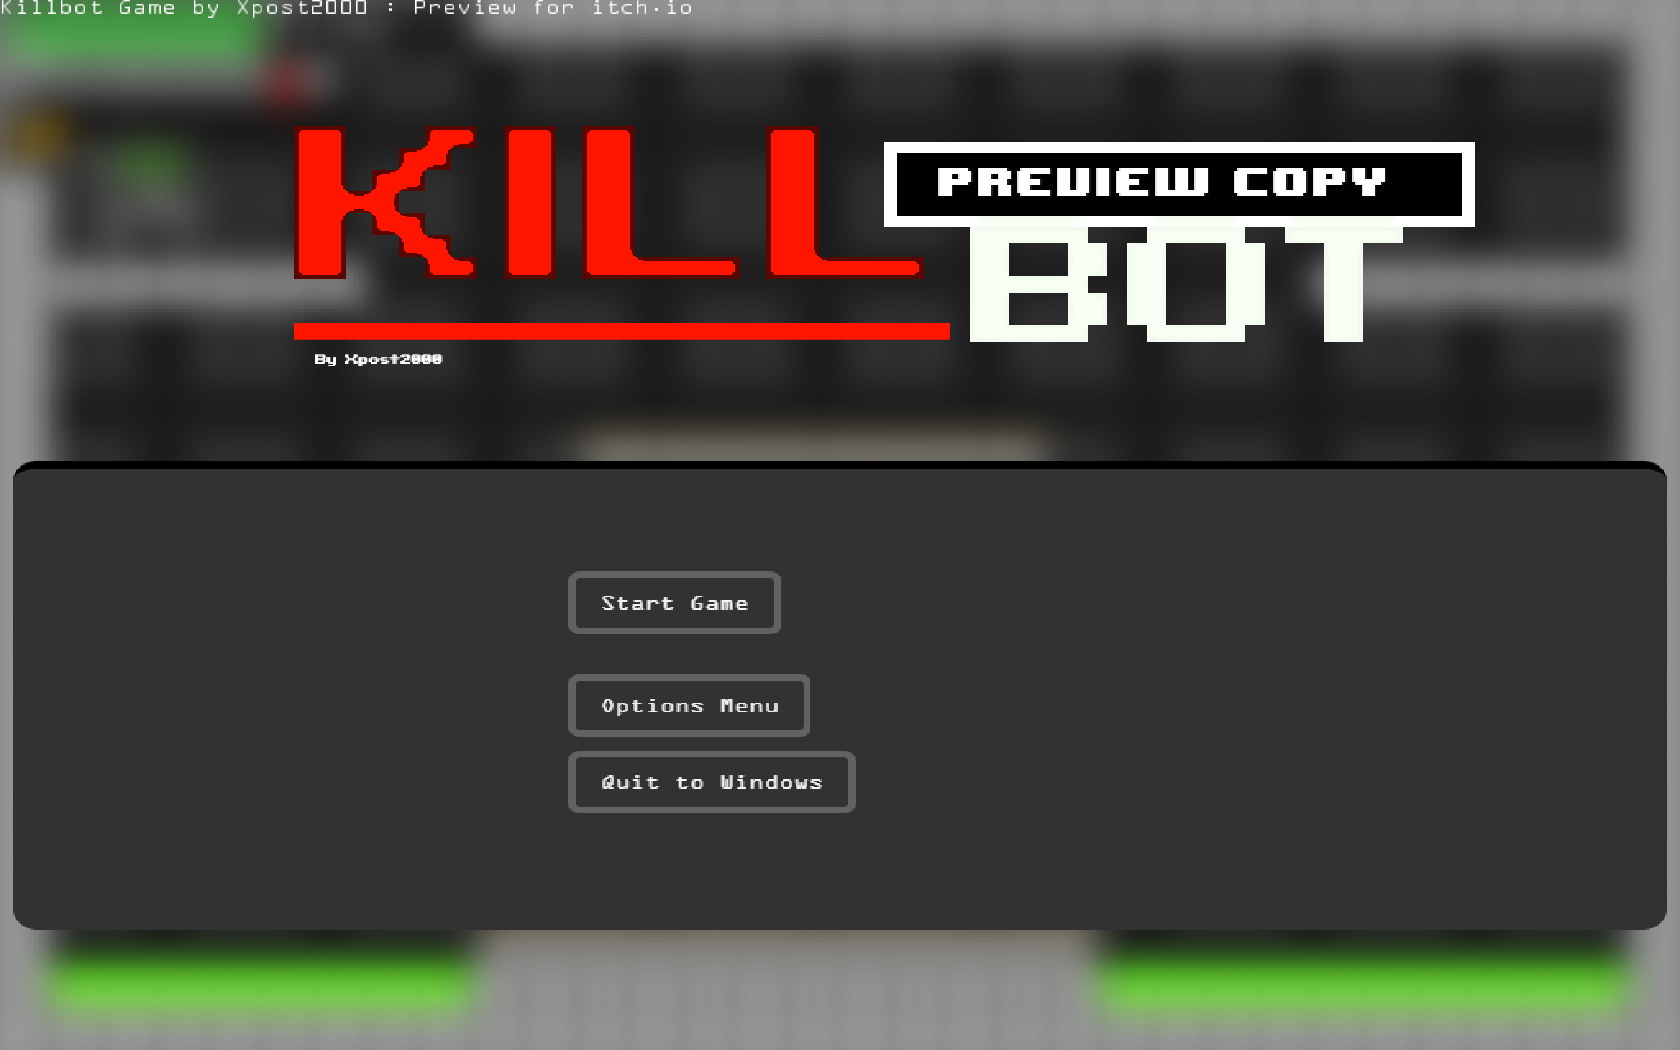 Killbot Game by Xpost2000 : Preview for itch.io
KILL
PREVIEW COPY
BOT
By Xpost2000
Start Game
Options Menu
Quit to Windows